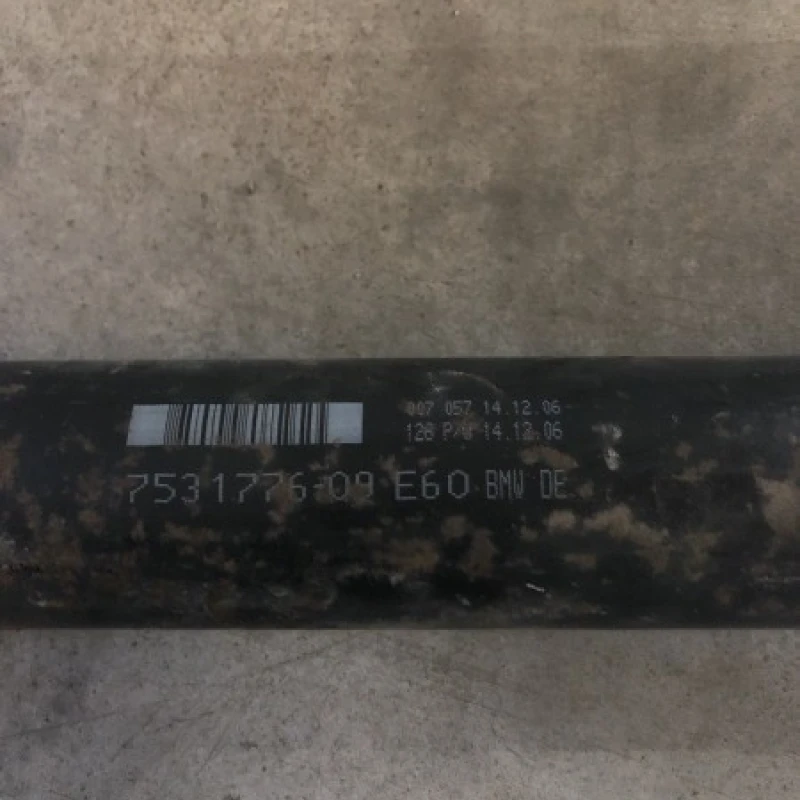 007 057 14.12.06
128 P/W 14.12.06
7531776-09 E60 BMW DE